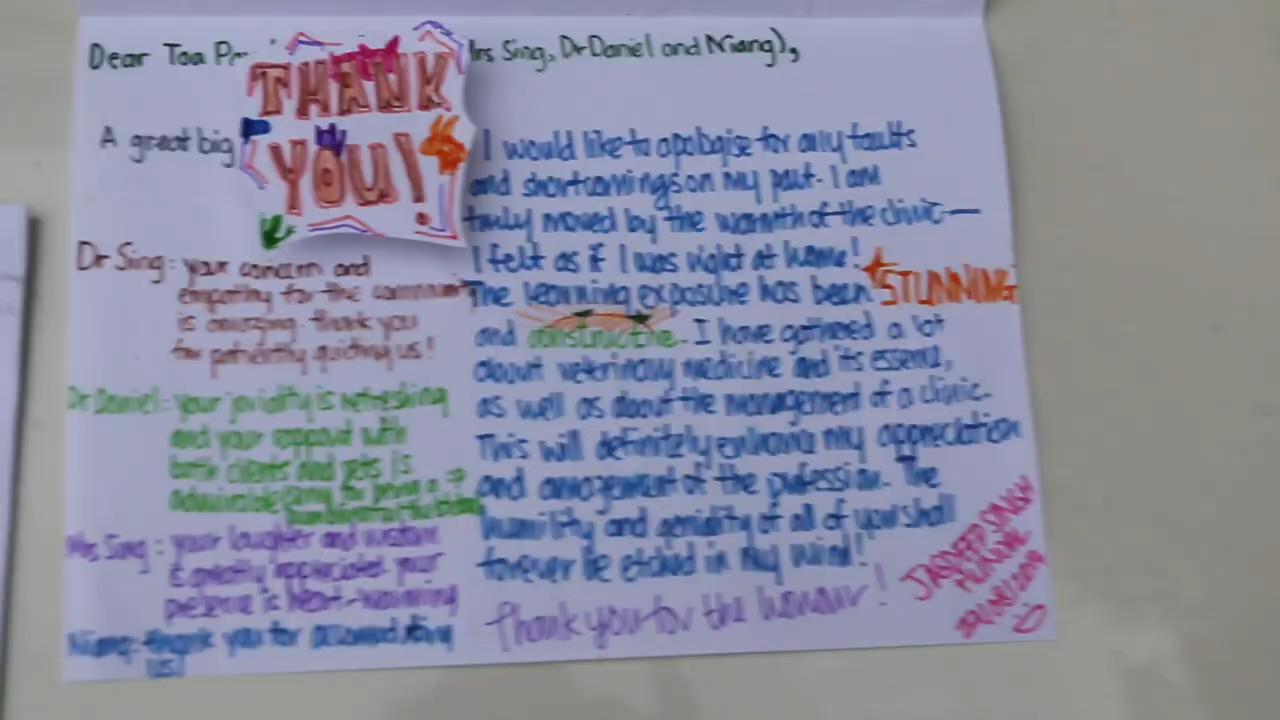 Dear Toa P
rs Sing, Dr Daniel and Niang),
A great big
THANK
YOU!
Dr Sing: your concern and
empathy for the communit
is amazing. thank you
for patiently guiding us!
Dr Daniel: your joviality is refreshing
and your rapport with
both clients and pets is
admirable
Mrs Sing: your laughter and wisdom
is greatly appreciated your
presence is heart-warming
Niang: thank you for accomodating
us!
I would like to apologise for any faults
and shortcomings on my part. I am
truly moved by the warmth of the clinic—
I felt as if I was right at home!
The learning exposure has been STUNNING
and constructive. I have gathered a lot
about veterinary medicine and its essence,
as well as about the management of a clinic.
This will definitely enhance my appreciation
and amazement of the profession. The
humility and geniality of all of you shall
forever be etched in my mind!
Thank you for the honour!
JASDEEP SINGH